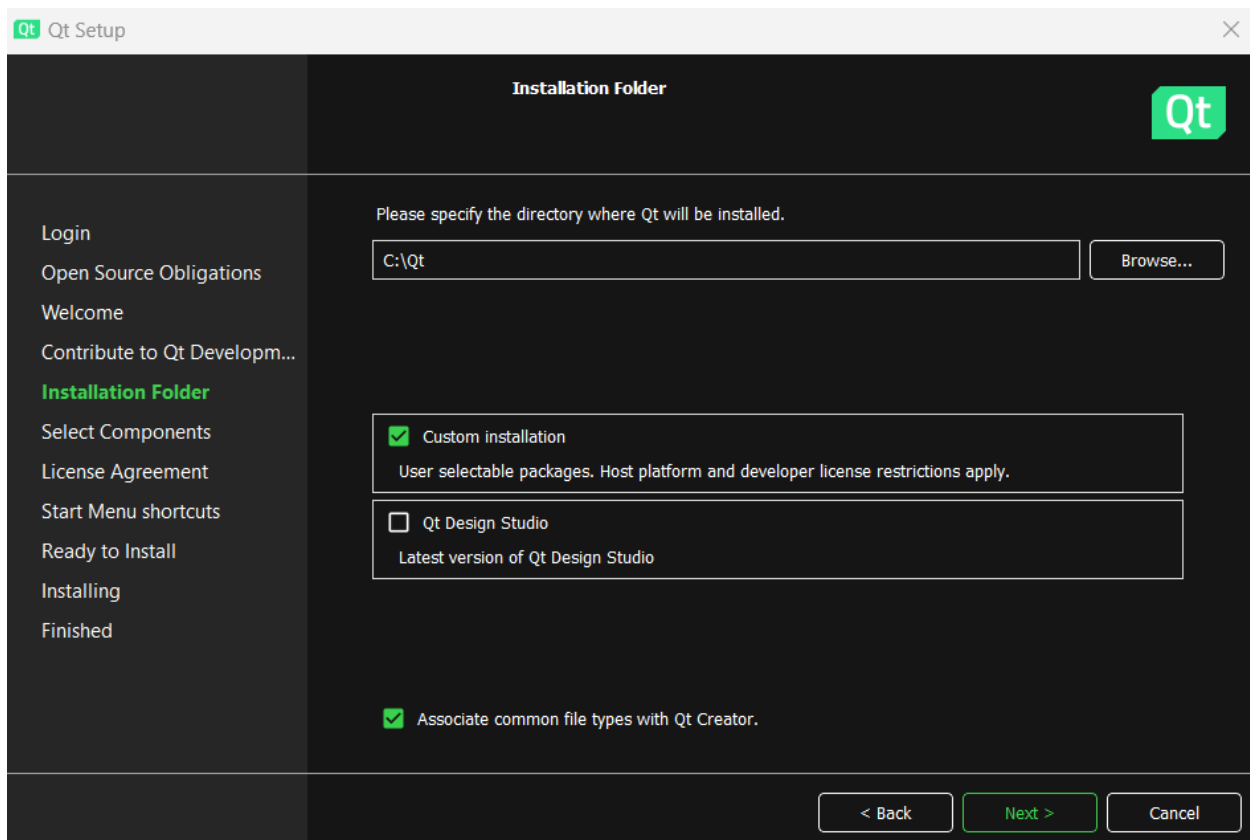 Qt Qt Setup
Installation Folder
Qt
Login
Open Source Obligations
Welcome
Contribute to Qt Developm...
Installation Folder
Select Components
License Agreement
Start Menu shortcuts
Ready to Install
Installing
Finished
Please specify the directory where Qt will be installed.
C:\Qt
Browse...
Custom installation
User selectable packages. Host platform and developer license restrictions apply.
Qt Design Studio
Latest version of Qt Design Studio
Associate common file types with Qt Creator.
< Back
Next >
Cancel